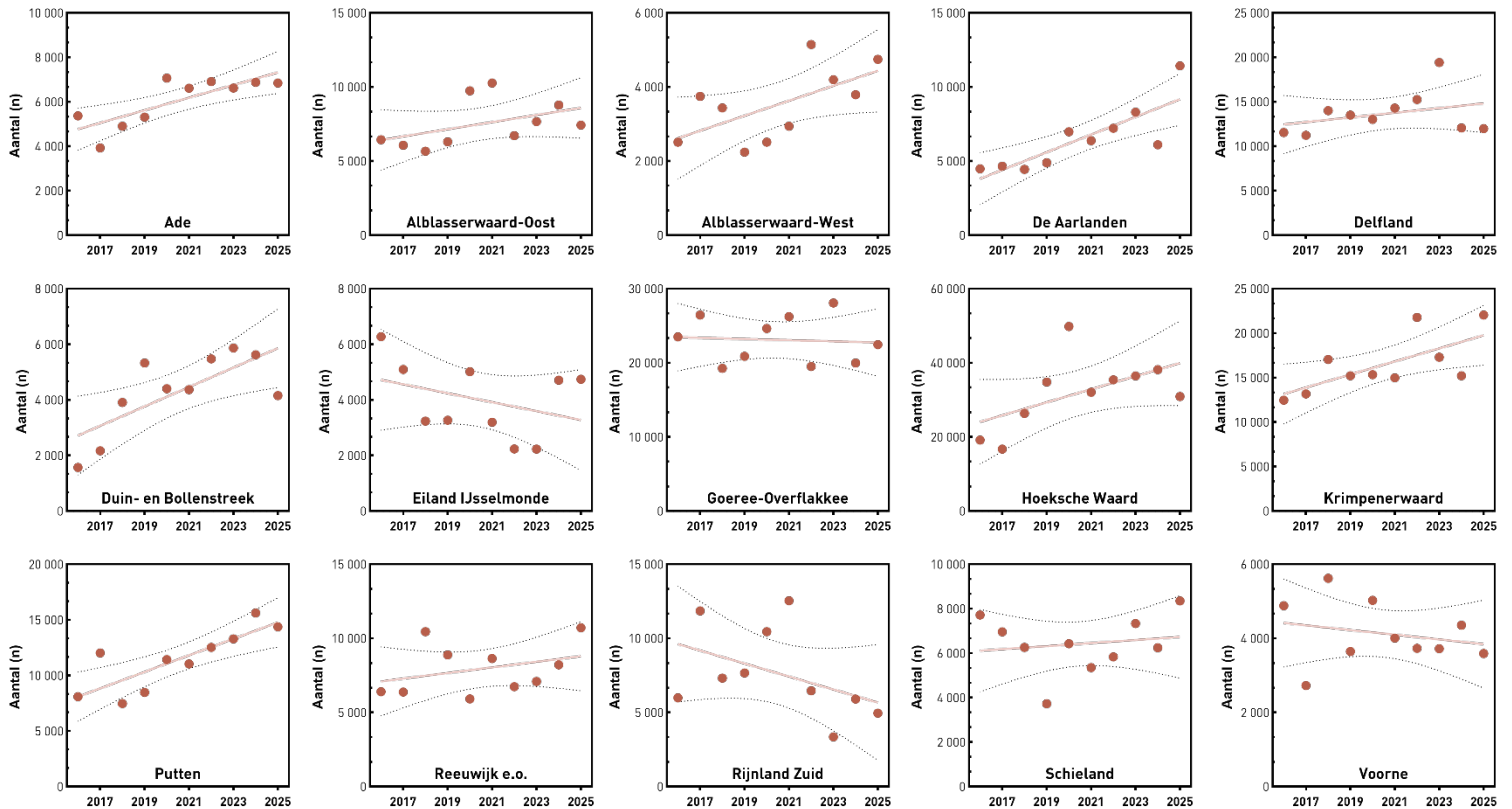 10 000
8 000
6 000
4 000
2 000
0
Aantal (n)
Ade
2017 2019 2021 2023 2025
15 000
10 000
5 000
0
Aantal (n)
Alblasserwaard-Oost
2017 2019 2021 2023 2025
6 000
4 000
2 000
0
Aantal (n)
Alblasserwaard-West
2017 2019 2021 2023 2025
15 000
10 000
5 000
0
Aantal (n)
De Aarlanden
2017 2019 2021 2023 2025
25 000
20 000
15 000
10 000
5 000
0
Aantal (n)
Delfland
2017 2019 2021 2023 2025
8 000
6 000
4 000
2 000
0
Aantal (n)
Duin- en Bollenstreek
2017 2019 2021 2023 2025
8 000
6 000
4 000
2 000
0
Aantal (n)
Eiland IJsselmonde
2017 2019 2021 2023 2025
30 000
20 000
10 000
0
Aantal (n)
Goeree-Overflakkee
2017 2019 2021 2023 2025
60 000
40 000
20 000
0
Aantal (n)
Hoeksche Waard
2017 2019 2021 2023 2025
25 000
20 000
15 000
10 000
5 000
0
Aantal (n)
Krimpenerwaard
2017 2019 2021 2023 2025
20 000
15 000
10 000
5 000
0
Aantal (n)
Putten
2017 2019 2021 2023 2025
15 000
10 000
5 000
0
Aantal (n)
Reeuwijk e.o.
2017 2019 2021 2023 2025
15 000
10 000
5 000
0
Aantal (n)
Rijnland Zuid
2017 2019 2021 2023 2025
10 000
8 000
6 000
4 000
2 000
0
Aantal (n)
Schieland
2017 2019 2021 2023 2025
6 000
4 000
2 000
0
Aantal (n)
Voorne
2017 2019 2021 2023 2025